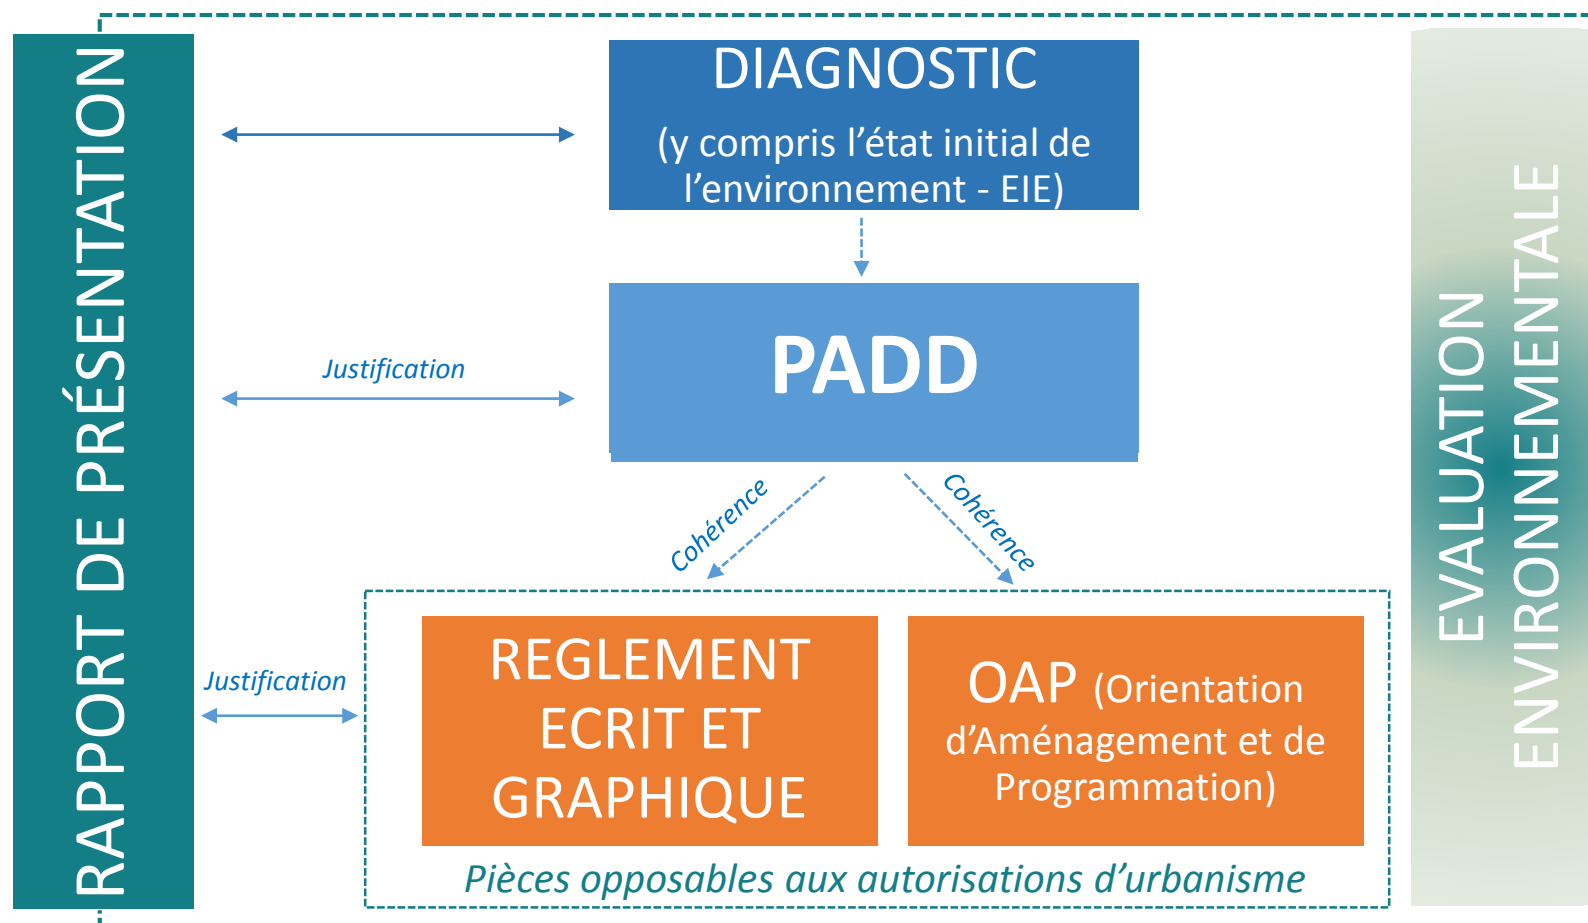 RAPPORT DE PRÉSENTATION
DIAGNOSTIC
(y compris l’état initial de
l’environnement - EIE)
Justification
PADD
Cohérence
Cohérence
Justification
REGLEMENT
ECRIT ET
GRAPHIQUE
OAP (Orientation
d’Aménagement et de
Programmation)
Pièces opposables aux autorisations d’urbanisme
EVALUATION
ENVIRONNEMENTALE